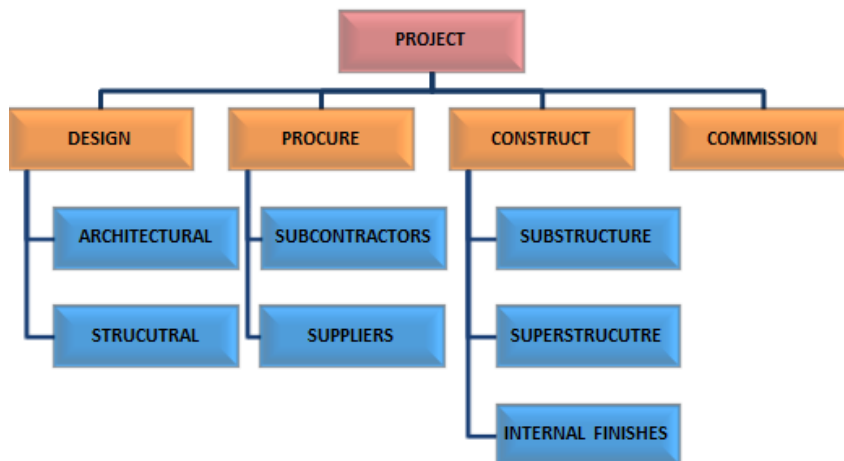 PROJECT
DESIGN
PROCURE
CONSTRUCT
COMMISSION
ARCHITECTURAL
SUBCONTRACTORS
SUBSTRUCTURE
STRUCUTRAL
SUPPLIERS
SUPERSTRUCUTRE
INTERNAL FINISHES